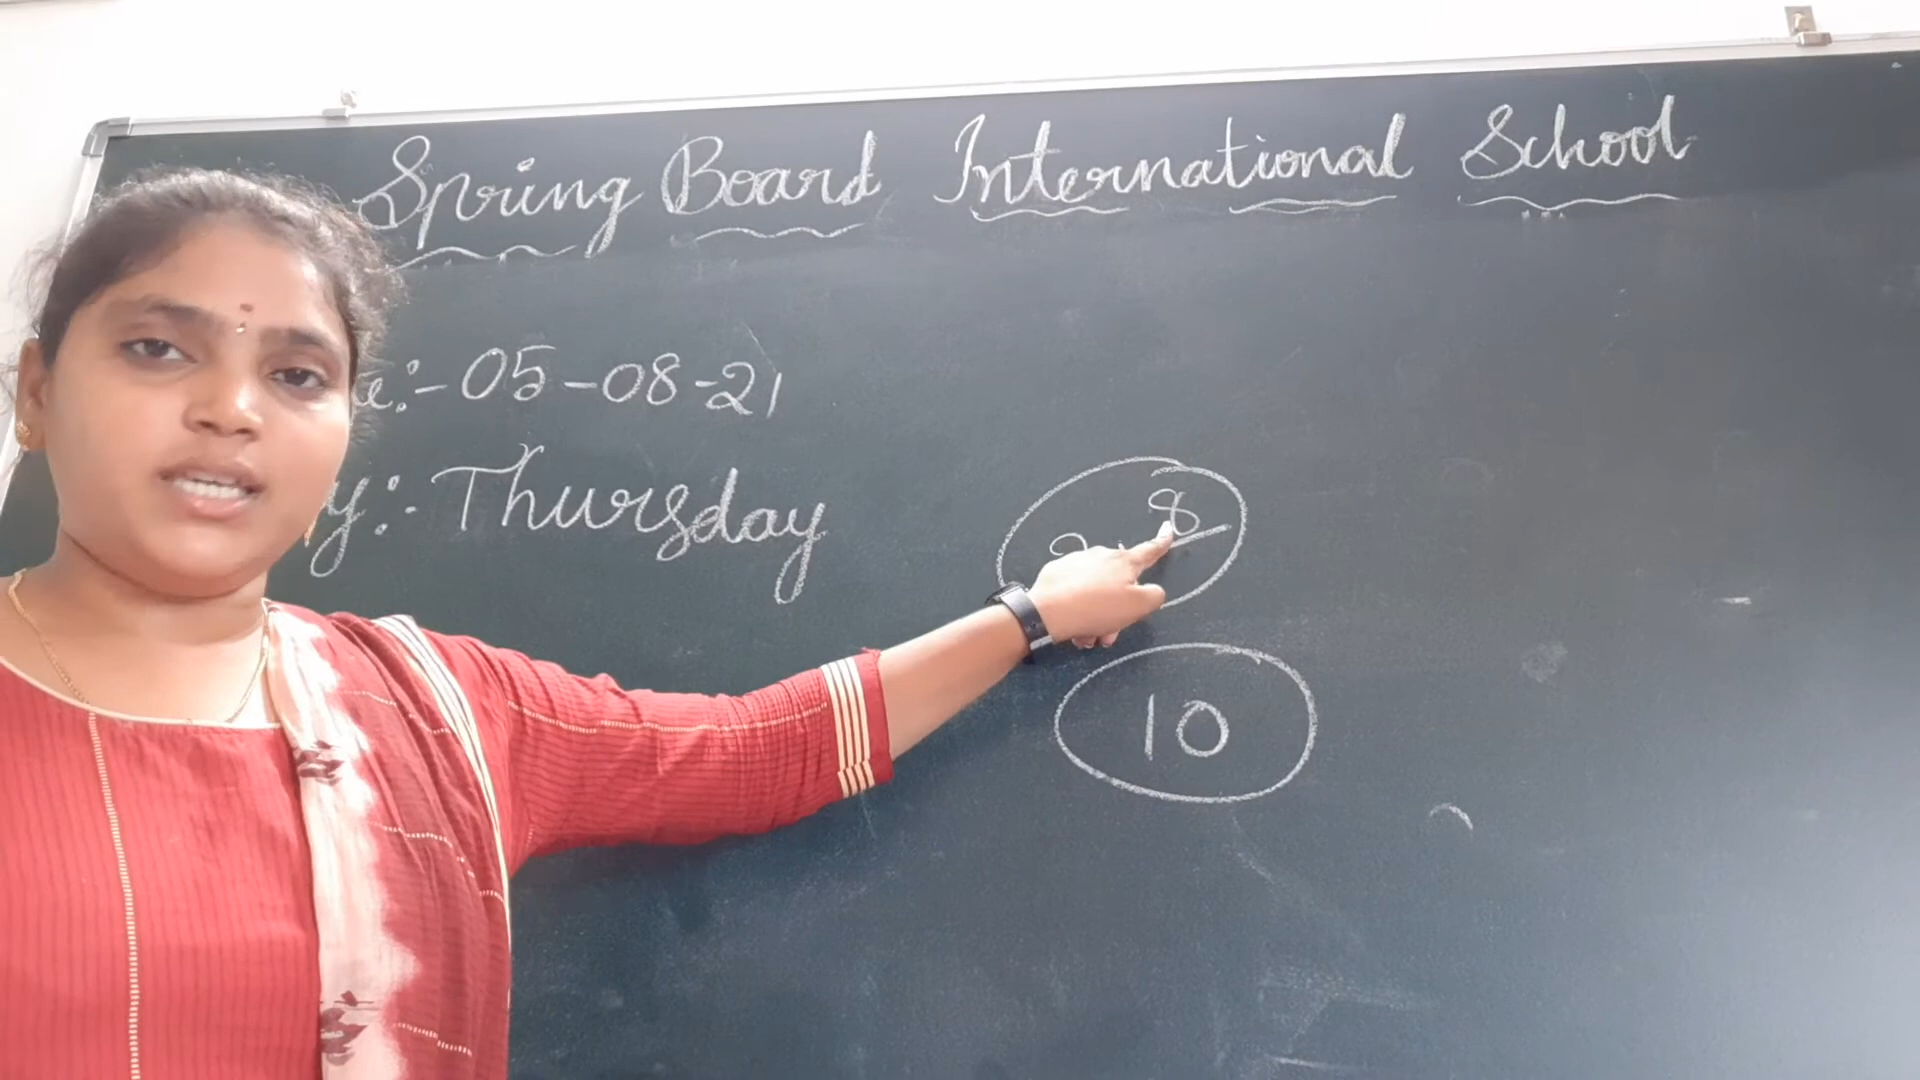 Spring Board International School
e:-05-08-21
y:-Thursday
8
10